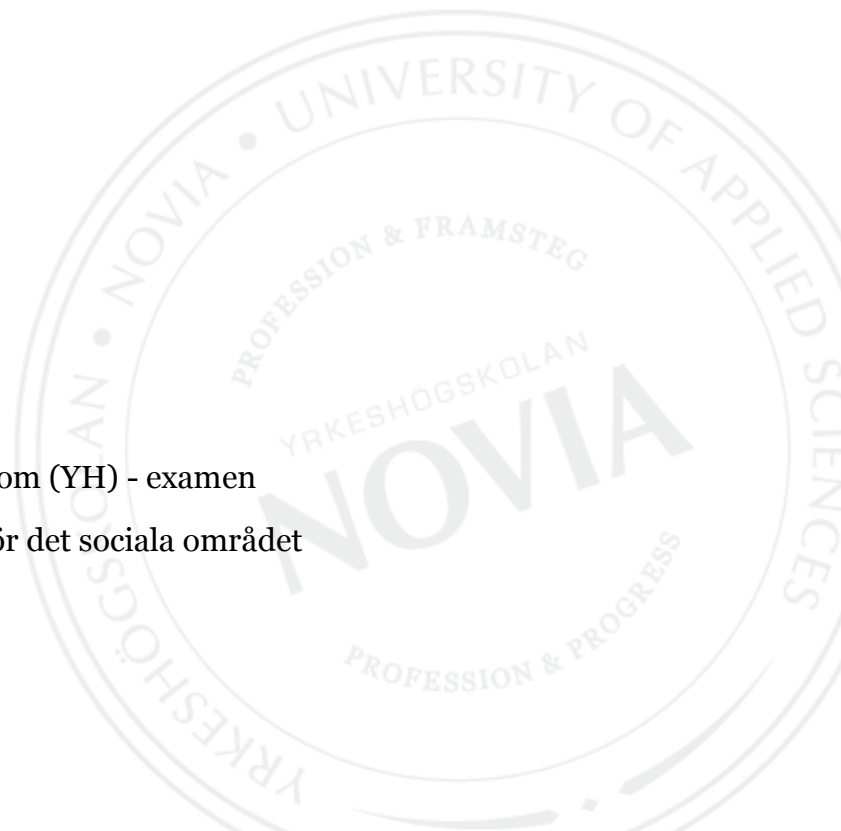 UNIVERSITY OF APPLIED SCIENCES
YRKESHÖGSKOLAN • NOVIA •
PROFESSION & FRAMSTEG
YRKESHÖGSKOLAN
NOVIA
PROFESSION & PROGRESS
om (YH) - examen
ör det sociala området